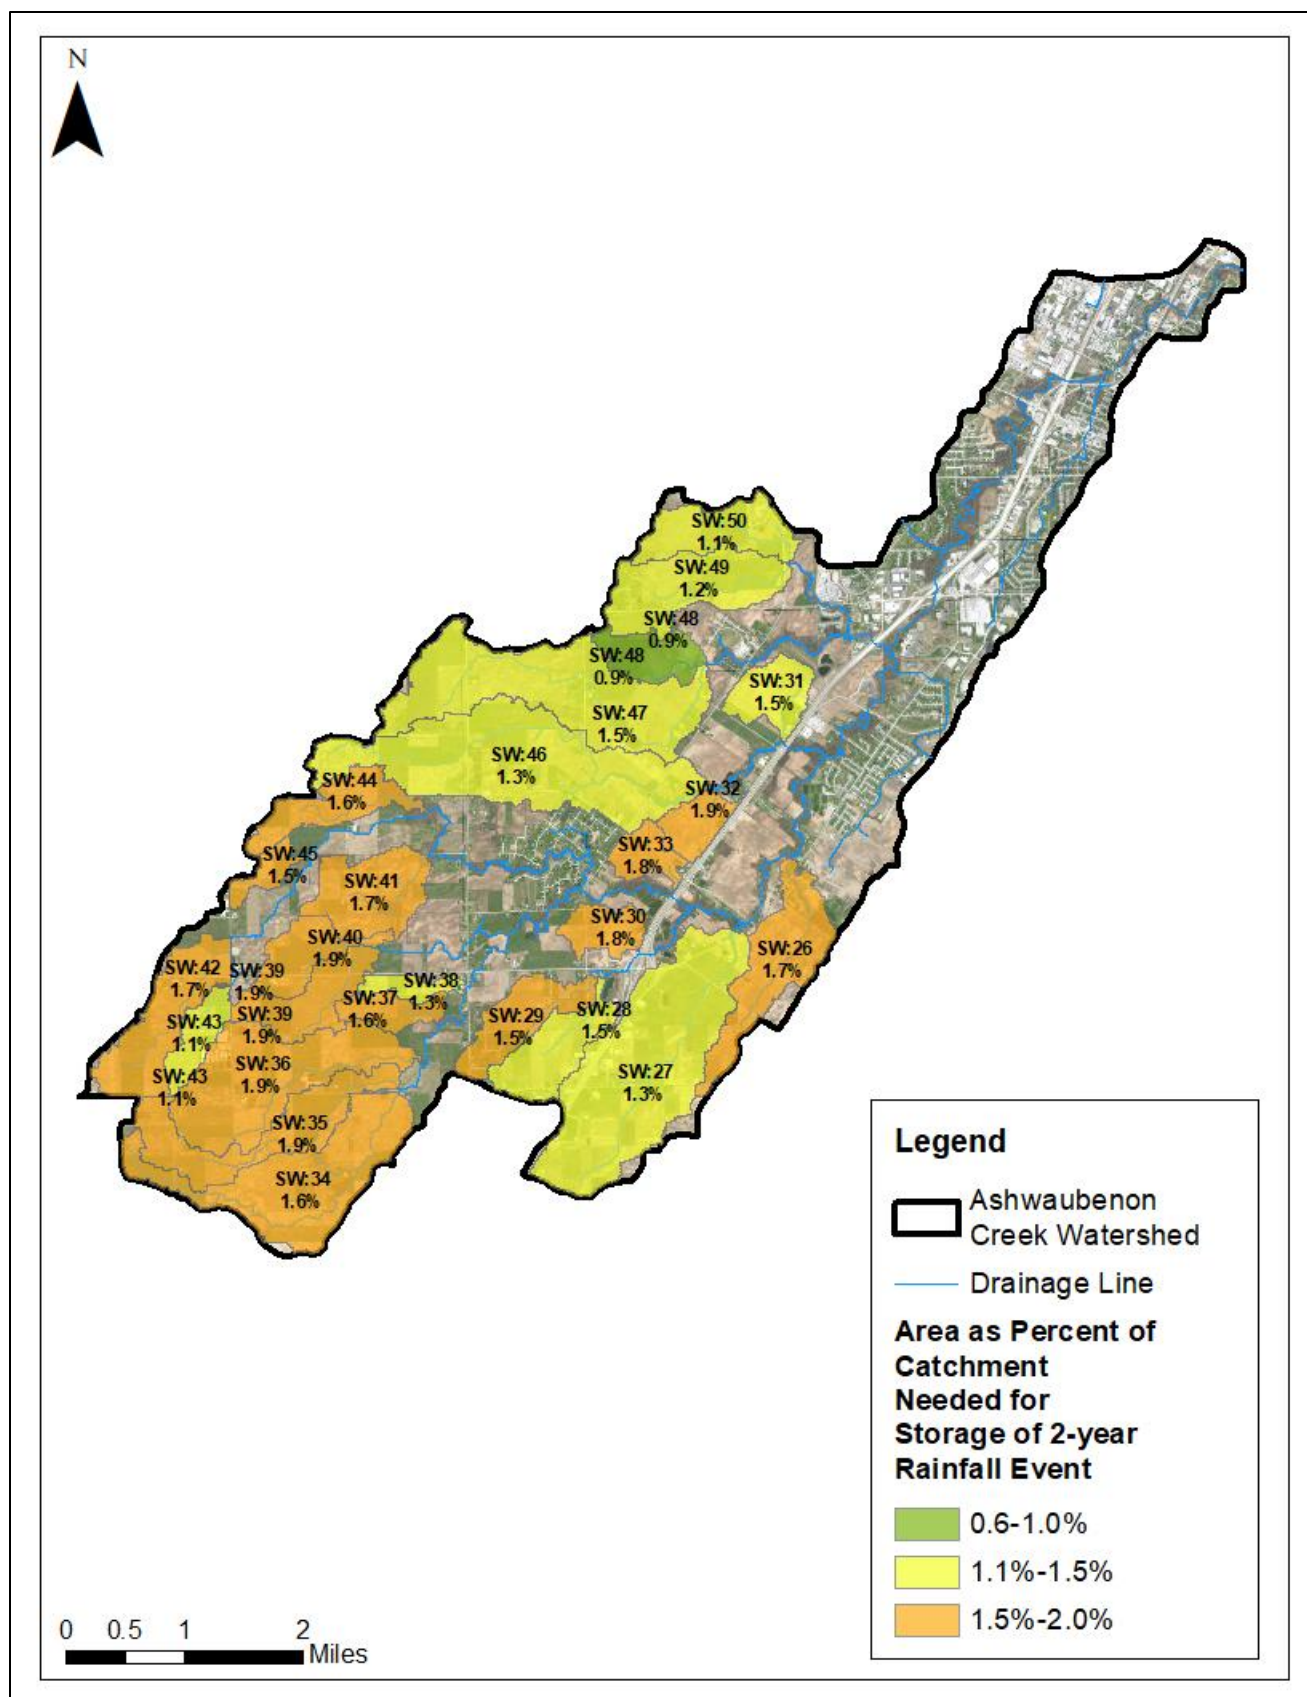 N
SW:50
1.1%
SW:49
1.2%
SW:48
0.9%
SW:48
0.9%
SW:31
1.5%
SW:47
1.5%
SW:46
1.3%
SW:44
1.6%
SW:32
1.9%
SW:33
1.8%
SW:45
1.5%
SW:41
1.7%
SW:30
1.8%
SW:40
1.9%
SW:26
1.7%
SW:42
1.7%
SW:39
1.9%
SW:38
1.3%
SW:37
1.6%
SW:39
1.9%
SW:29
1.5%
SW:28
1.5%
SW:43
1.1%
SW:36
1.9%
SW:27
1.3%
SW:43
1.1%
SW:35
1.9%
SW:34
1.6%
Legend
Ashwaubenon
Creek Watershed
Drainage Line
Area as Percent of
Catchment
Needed for
Storage of 2-year
Rainfall Event
0.6-1.0%
1.1%-1.5%
1.5%-2.0%
0 0.5 1 2
Miles